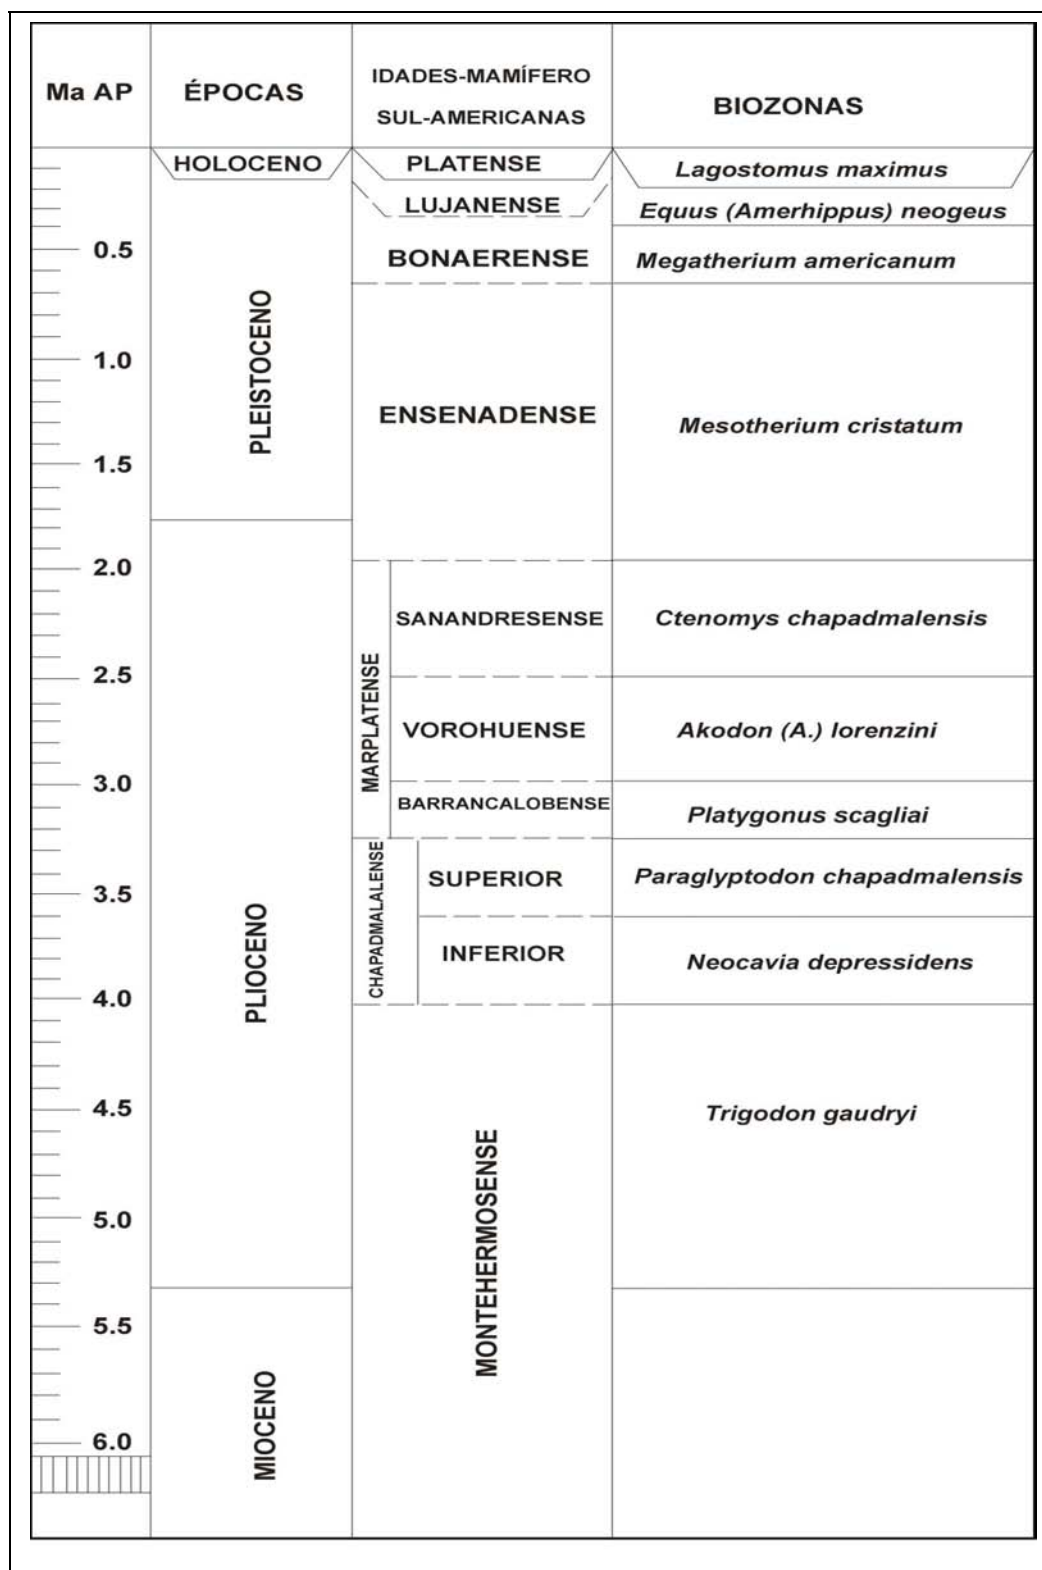 Ma AP
ÉPOCAS
IDADES-MAMÍFERO
SUL-AMERICANAS
BIOZONAS
HOLOCENO
PLATENSE
Lagostomus maximus
LUJANENSE
Equus (Amerhippus) neogeus
0.5
BONAERENSE
Megatherium americanum
PLEISTOCENO
1.0
ENSENADENSE
Mesotherium cristatum
1.5
2.0
MARPLATENSE
SANANDRESENSE
Ctenomys chapadmalensis
2.5
VOROHUENSE
Akodon (A.) lorenzini
3.0
BARRANCALOBENSE
Platygonus scagliai
PLIOCENO
CHAPADMALALENSE
SUPERIOR
Paraglyptodon chapadmalensis
3.5
INFERIOR
Neocavia depressidens
4.0
4.5
Trigodon gaudryi
MONTEHERMOSENSE
5.0
5.5
MIOCENO
6.0